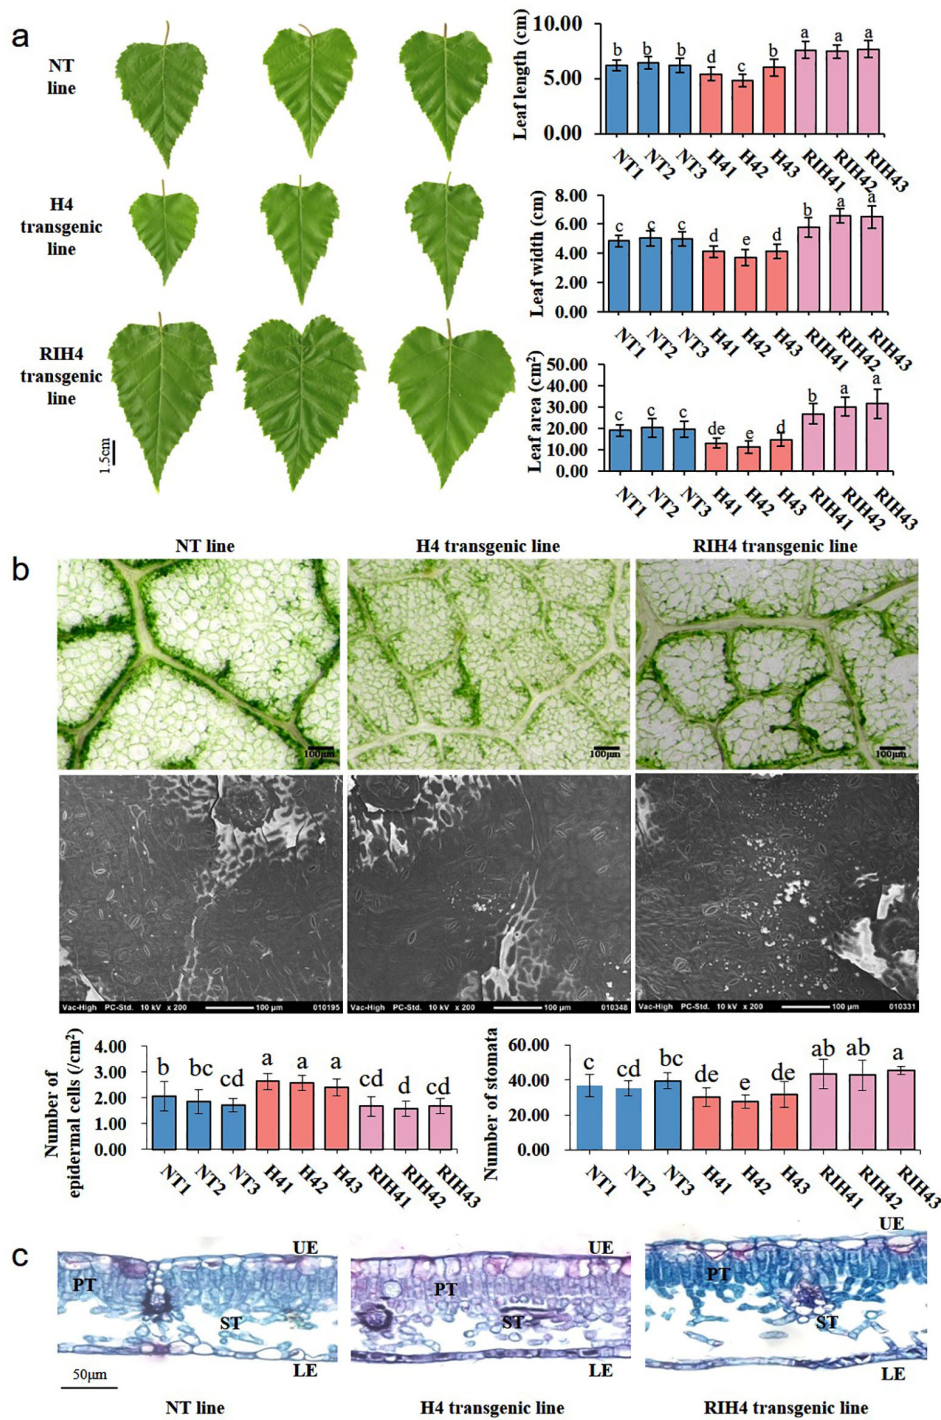 a
NT
line
H4
transgenic
line
RIH4
transgenic
line
1.5cm
Leaf length (cm)
10.00
5.00
0.00
b b b d c b a a a
NT1 NT2 NT3 H41 H42 H43 RIH41 RIH42 RIH43
Leaf width (cm)
8.00
6.00
4.00
2.00
0.00
c c c d e d b a a
NT1 NT2 NT3 H41 H42 H43 RIH41 RIH42 RIH43
Leaf area (cm²)
50.00
40.00
30.00
20.00
10.00
0.00
c c c de e d b a a
NT1 NT2 NT3 H41 H42 H43 RIH41 RIH42 RIH43
b
NT line H4 transgenic line RIH4 transgenic line
100μm 100μm 100μm
Vac-High PC-Std. 10 kV x 200 100 μm 010195
Vac-High PC-Std. 10 kV x 200 100 μm 010348
Vac-High PC-Std. 10 kV x 200 100 μm 010331
Number of
epidermal cells (/cm²)
4.00
3.00
2.00
1.00
0.00
b bc cd a a a cd d cd
NT1 NT2 NT3 H41 H42 H43 RIH41 RIH42 RIH43
Number of stomata
60.00
40.00
20.00
0.00
c cd bc de e de ab ab a
NT1 NT2 NT3 H41 H42 H43 RIH41 RIH42 RIH43
c
UE
PT
ST
LE
UE
PT
ST
LE
UE
PT
ST
LE
50μm
NT line H4 transgenic line RIH4 transgenic line